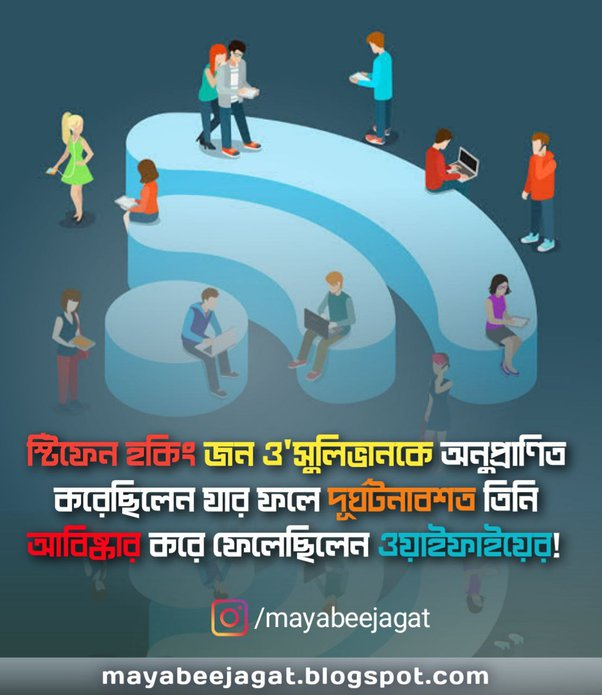 স্টিফেন হকিং জন ও'সুলিভানকে অনুপ্রাণিত
করেছিলেন যার ফলে দূর্ঘটনাবশত তিনি
আবিষ্কার করে ফেলেছিলেন ওয়াইফাইয়ের!
/mayabeejagat
mayabeejagat.blogspot.com